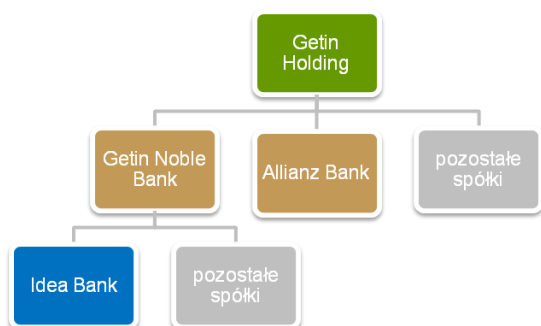 Getin
Holding
Getin Noble
Bank
Allianz Bank
pozostałe
spółki
Idea Bank
pozostałe
spółki